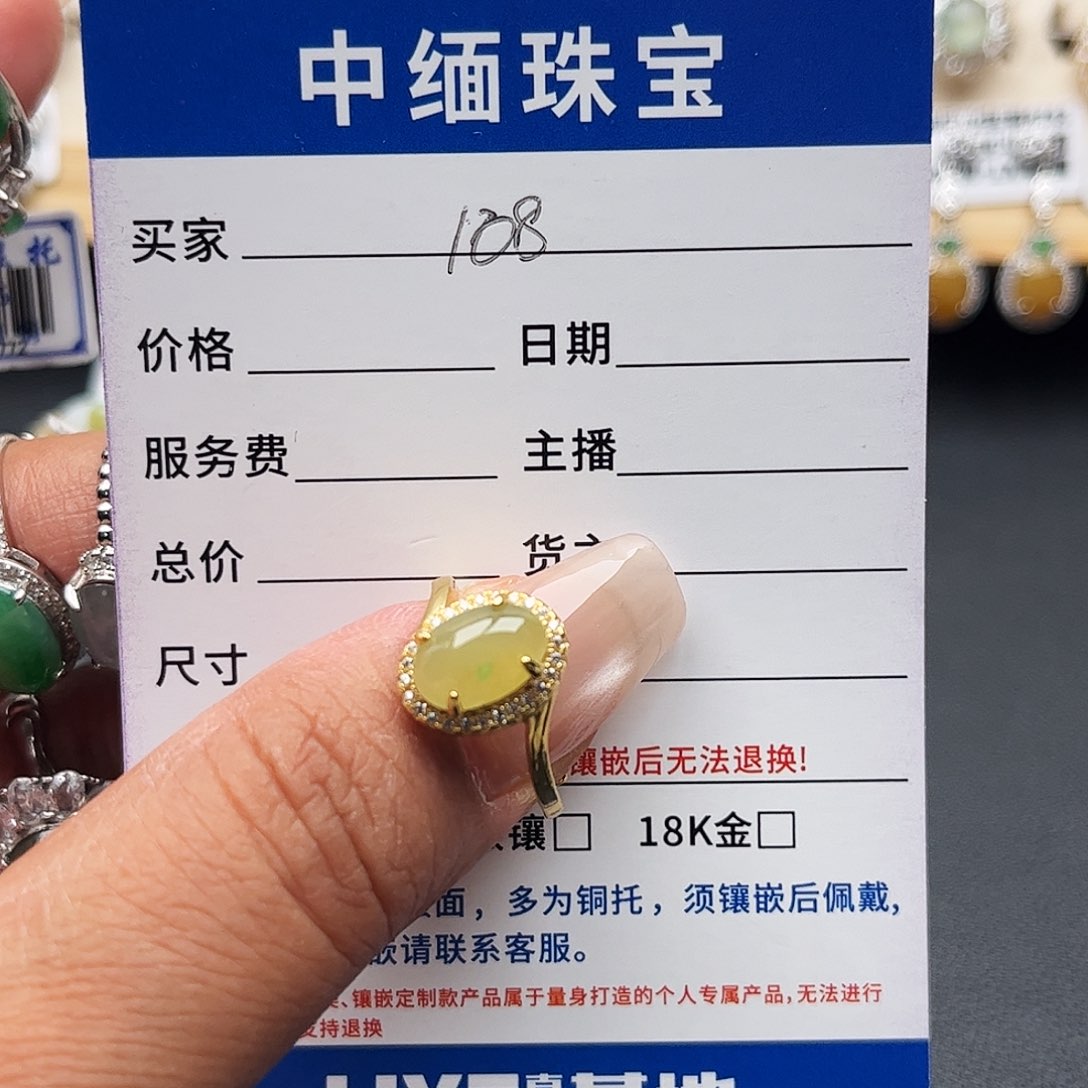 中缅珠宝
买家 108
价格 日期
服务费 主播
总价 货主
尺寸
镶嵌后无法退换!
镶□ 18K金□
面，多为铜托，须镶嵌后佩戴,
嵌请联系客服。
、镶嵌定制款产品属于量身打造的个人专属产品,无法进行
支持退换